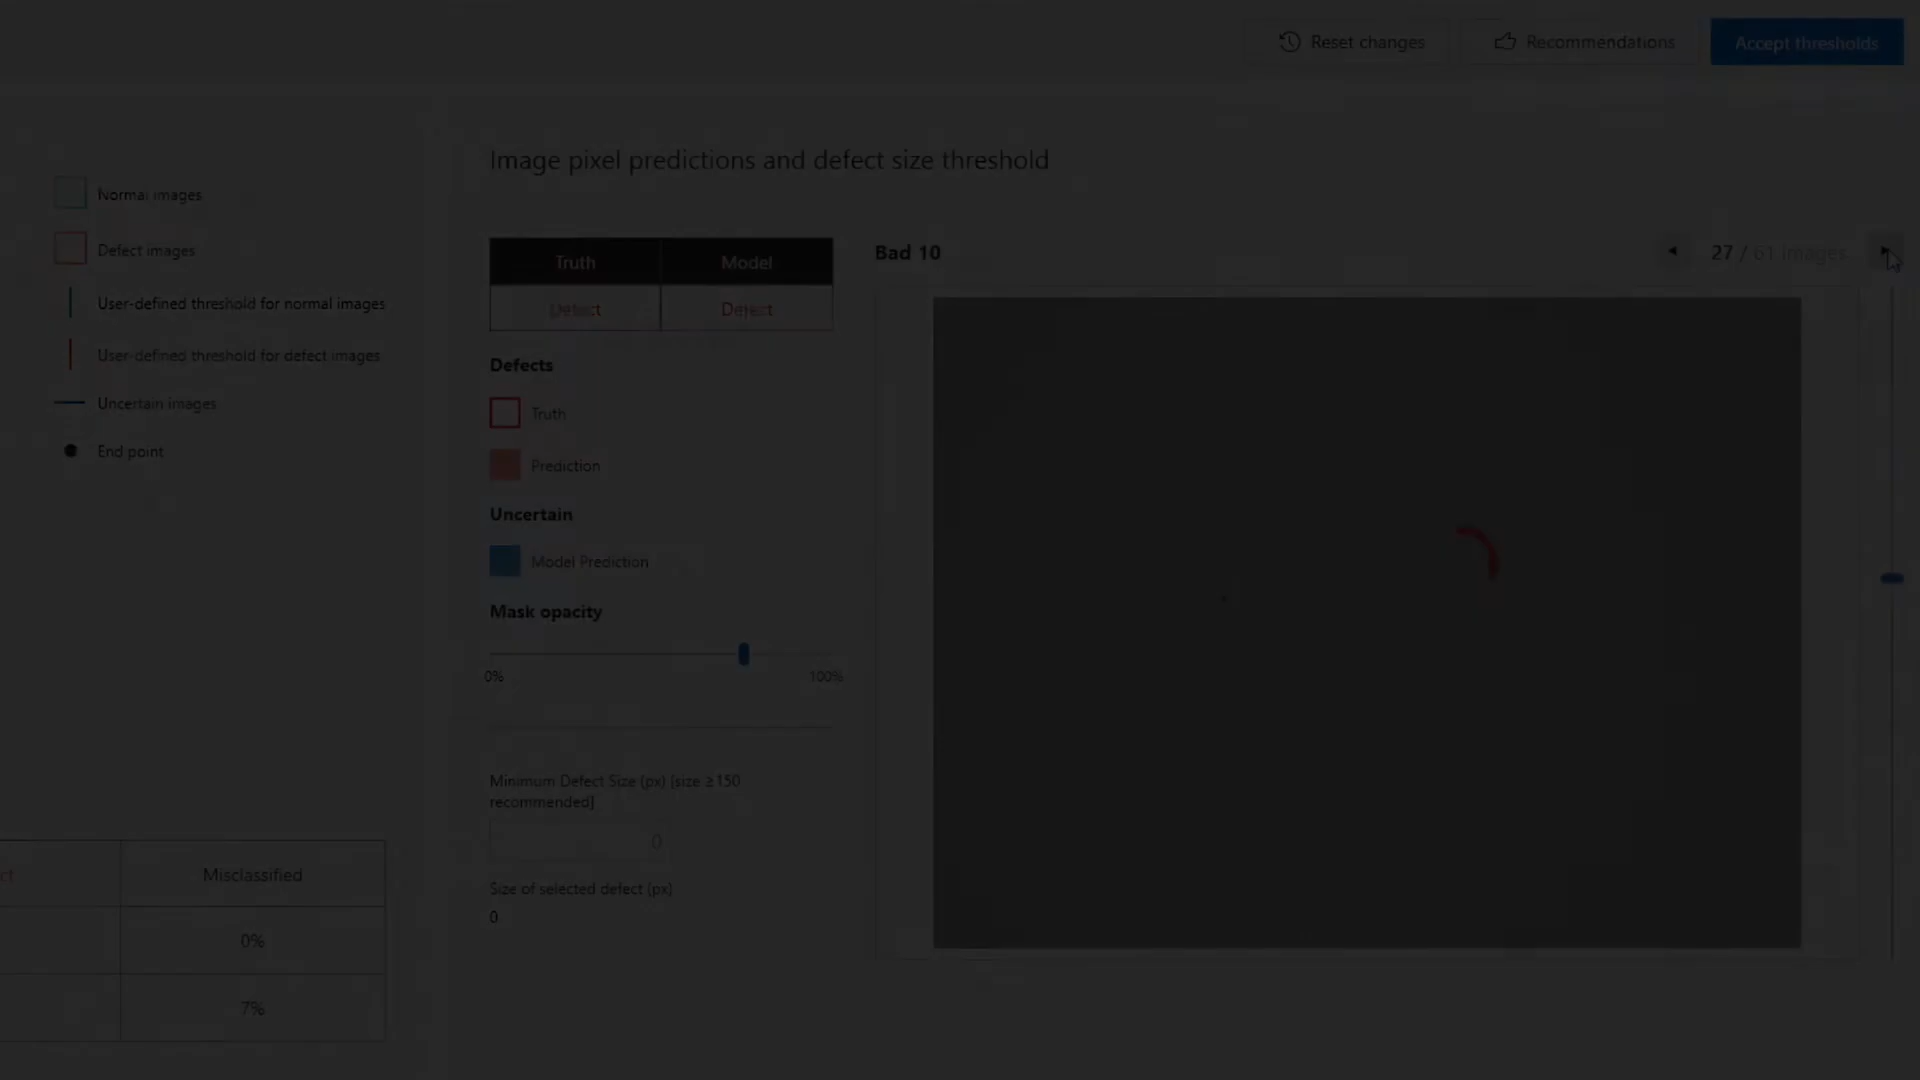 Reset changes
Recommendations
Accept thresholds
Normal images
Defect images
User-defined threshold for normal images
User-defined threshold for defect images
Uncertain images
End point
ct
Misclassified
0%
7%
Image pixel predictions and defect size threshold
Truth
Model
Defect
Defect
Defects
Truth
Prediction
Uncertain
Model Prediction
Mask opacity
0%
100%
Minimum Defect Size (px) [size ≥150
recommended]
0
Size of selected defect (px)
0
Bad 10
27 / 61 images